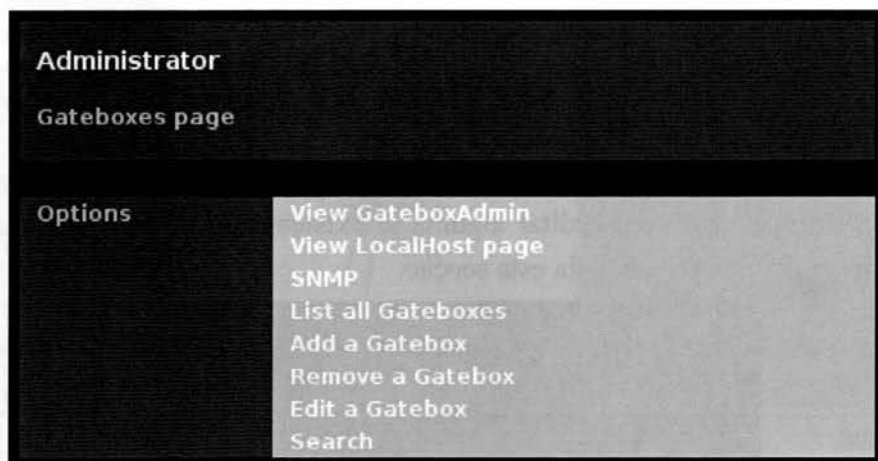 Administrator
Gateboxes page
Options
View GateboxAdmin
View LocalHost page
SNMP
List all Gateboxes
Add a Gatebox
Remove a Gatebox
Edit a Gatebox
Search